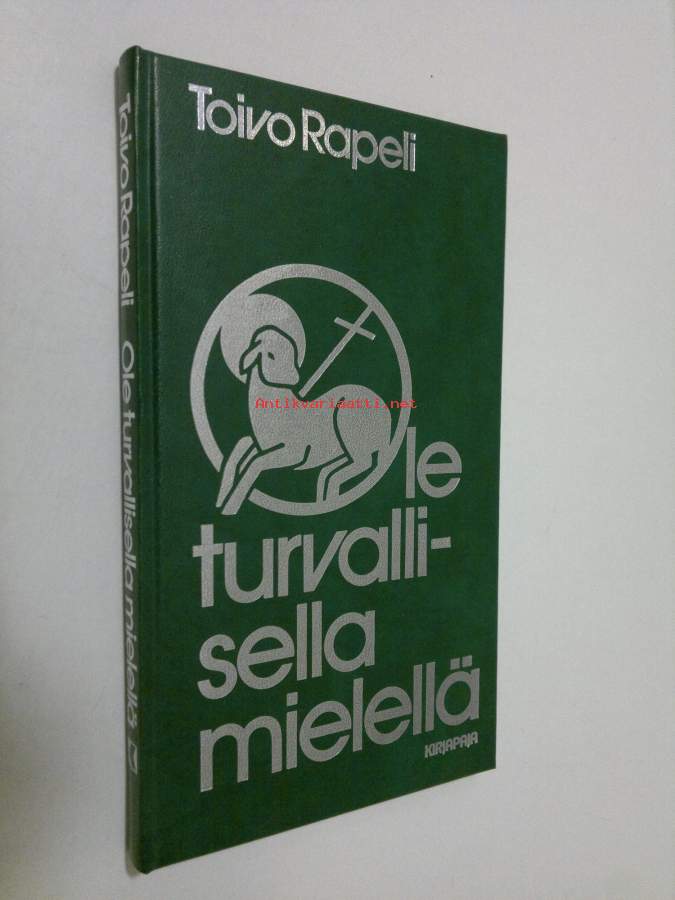 Toivo Rapeli
Antikvariaatti.net
Ole
turvalli-
sella
mielellä
KIRJAPAJA
Toivo Rapeli Ole turvallisella mielellä